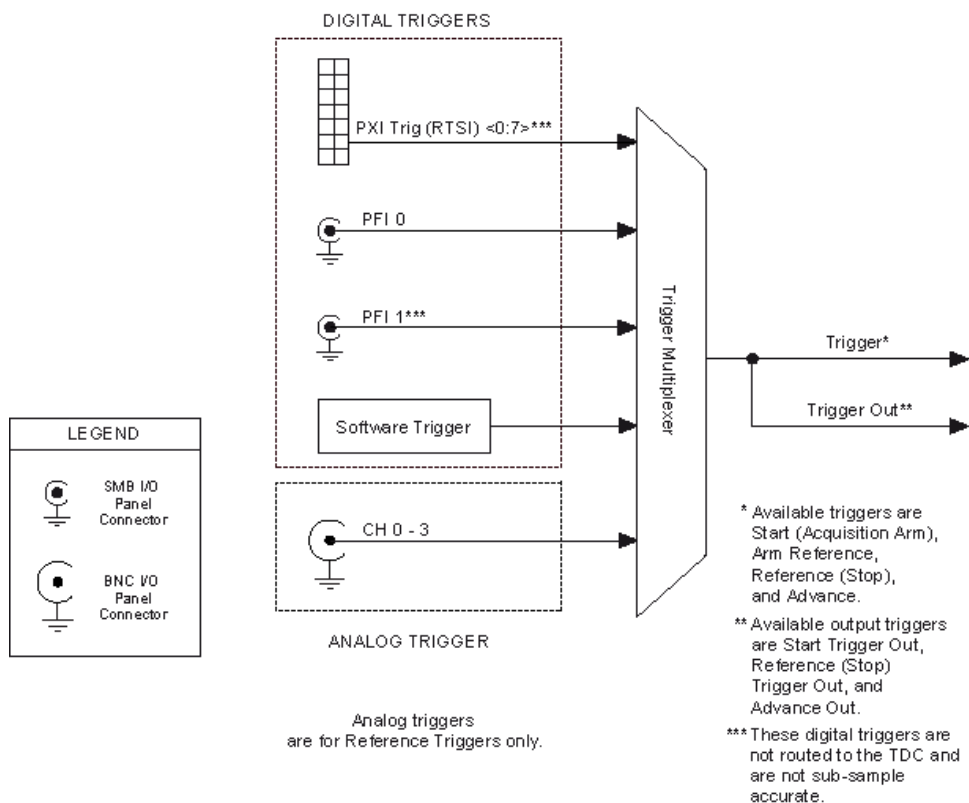 DIGITAL TRIGGERS
PXI Trig (RTSI) <0:7>***
PFI 0
PFI 1***
Software Trigger
CH 0 - 3
ANALOG TRIGGER
Analog triggers
are for Reference Triggers only.
Trigger Multiplexer
Trigger*
Trigger Out**
LEGEND
SMB I/O
Panel
Connector
BNC I/O
Panel
Connector
* Available triggers are
Start (Acquisition Arm),
Arm Reference,
Reference (Stop),
and Advance.
** Available output triggers
are Start Trigger Out,
Reference (Stop)
Trigger Out, and
Advance Out.
*** These digital triggers are
not routed to the TDC and
are not sub-sample
accurate.